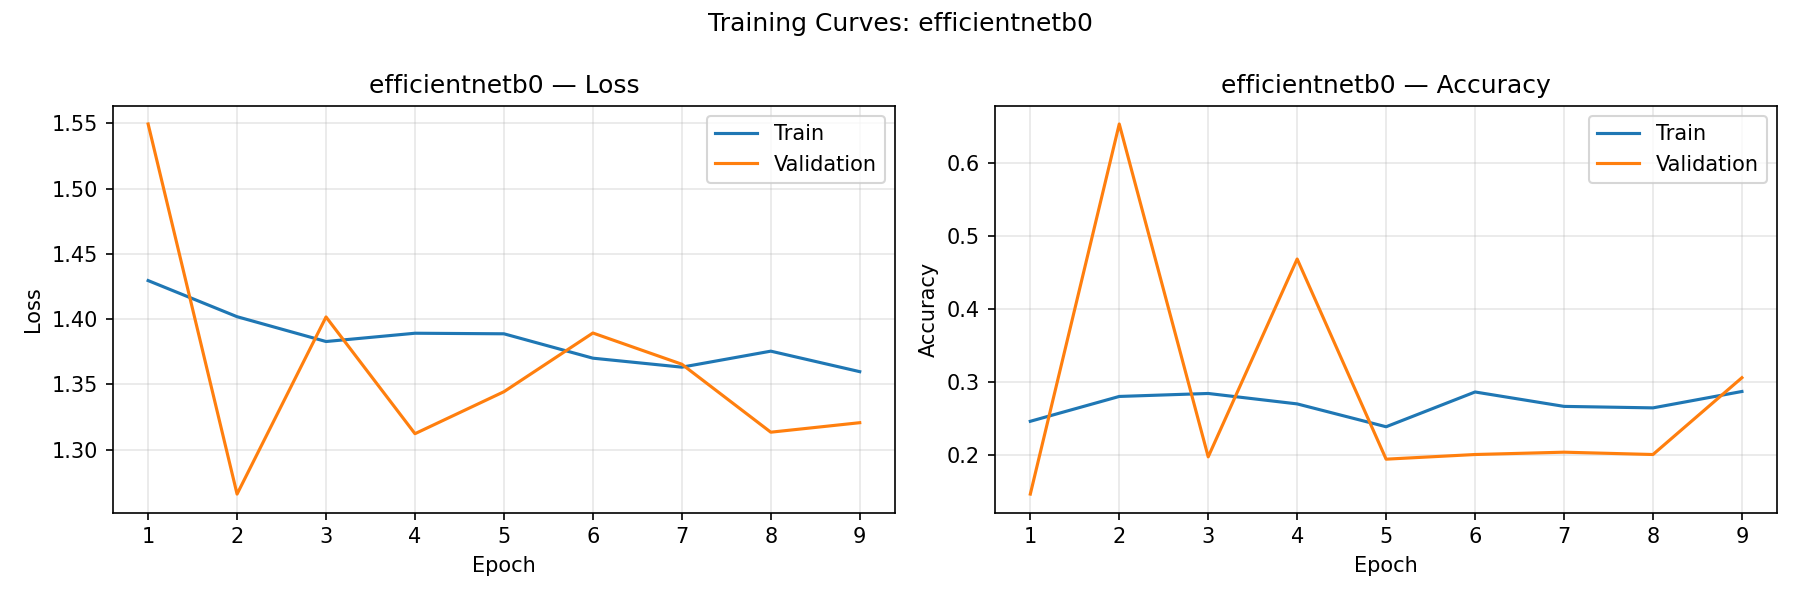 Training Curves: efficientnetb0
efficientnetb0 — Loss
Train
Validation
1.55
1.50
1.45
1.40
1.35
1.30
Loss
1 2 3 4 5 6 7 8 9
Epoch
efficientnetb0 — Accuracy
Train
Validation
0.6
0.5
0.4
0.3
0.2
Accuracy
1 2 3 4 5 6 7 8 9
Epoch